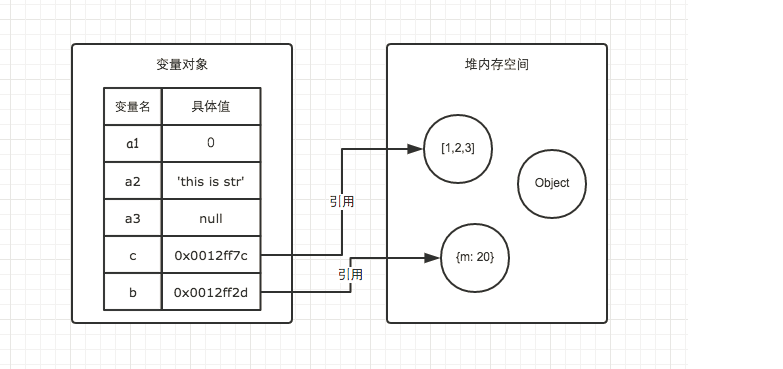 变量对象
变量名 具体值
a1 0
a2 'this is str'
a3 null
c 0x0012ff7c
b 0x0012ff2d
引用
引用
堆内存空间
[1,2,3]
Object
{m: 20}